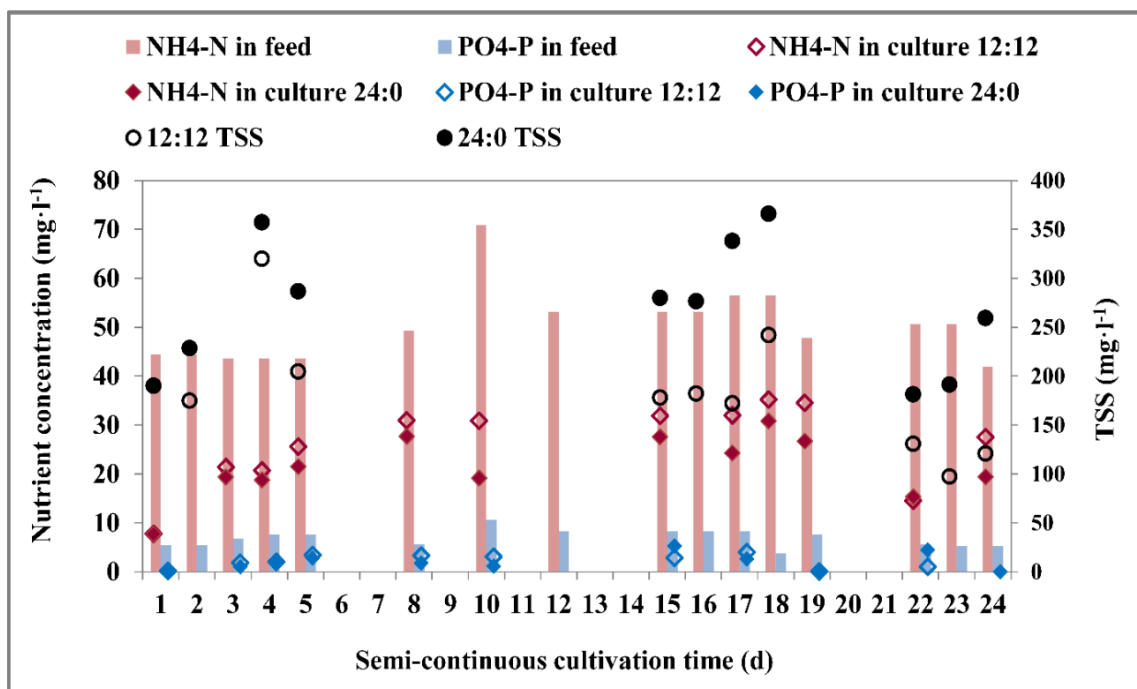 NH4-N in feed PO4-P in feed NH4-N in culture 12:12
NH4-N in culture 24:0 PO4-P in culture 12:12 PO4-P in culture 24:0
12:12 TSS 24:0 TSS
Nutrient concentration (mg·l-1)
80
70
60
50
40
30
20
10
0
400
350
300
250
200
150
100
50
0
TSS (mg·l-1)
1 2 3 4 5 6 7 8 9 10 11 12 13 14 15 16 17 18 19 20 21 22 23 24
Semi-continuous cultivation time (d)